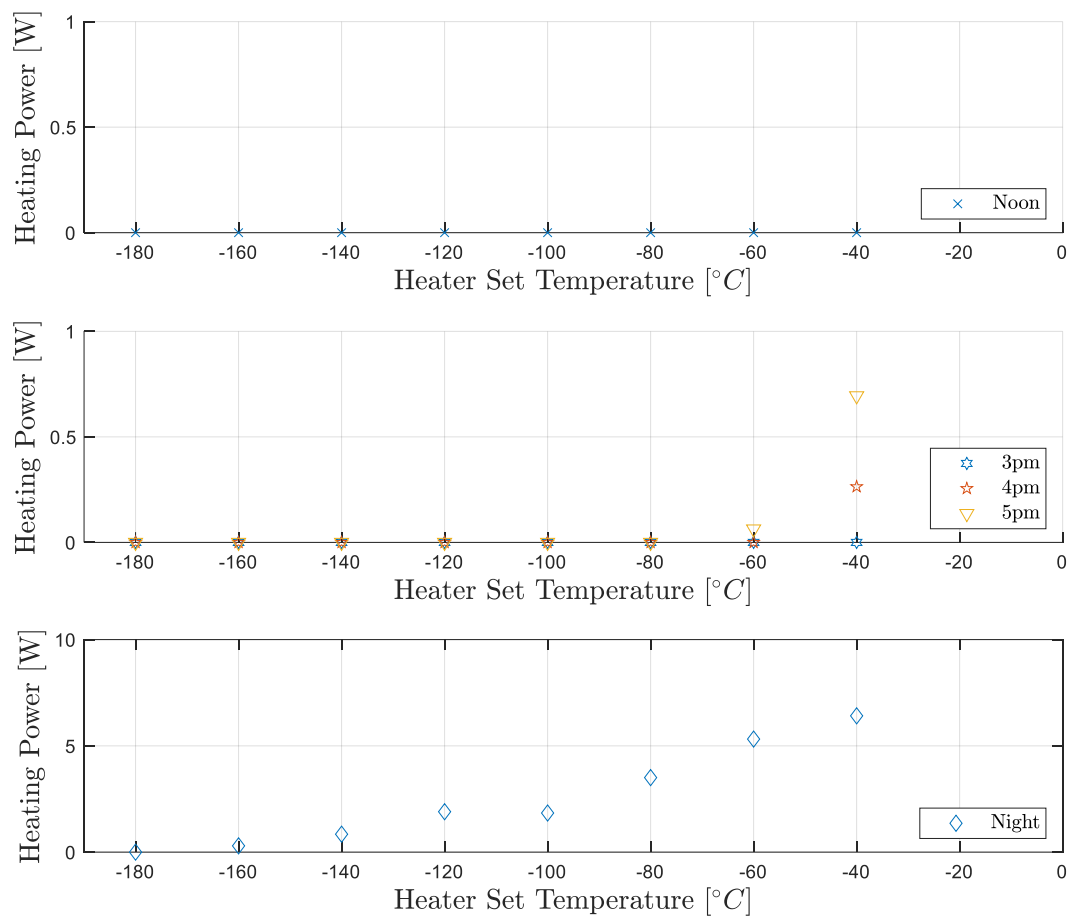 Heating Power [W]
1
0.5
0
Noon
-180 -160 -140 -120 -100 -80 -60 -40 -20 0
Heater Set Temperature [°C]
Heating Power [W]
1
0.5
0
3pm
4pm
5pm
-180 -160 -140 -120 -100 -80 -60 -40 -20 0
Heater Set Temperature [°C]
Heating Power [W]
10
5
0
Night
-180 -160 -140 -120 -100 -80 -60 -40 -20 0
Heater Set Temperature [°C]